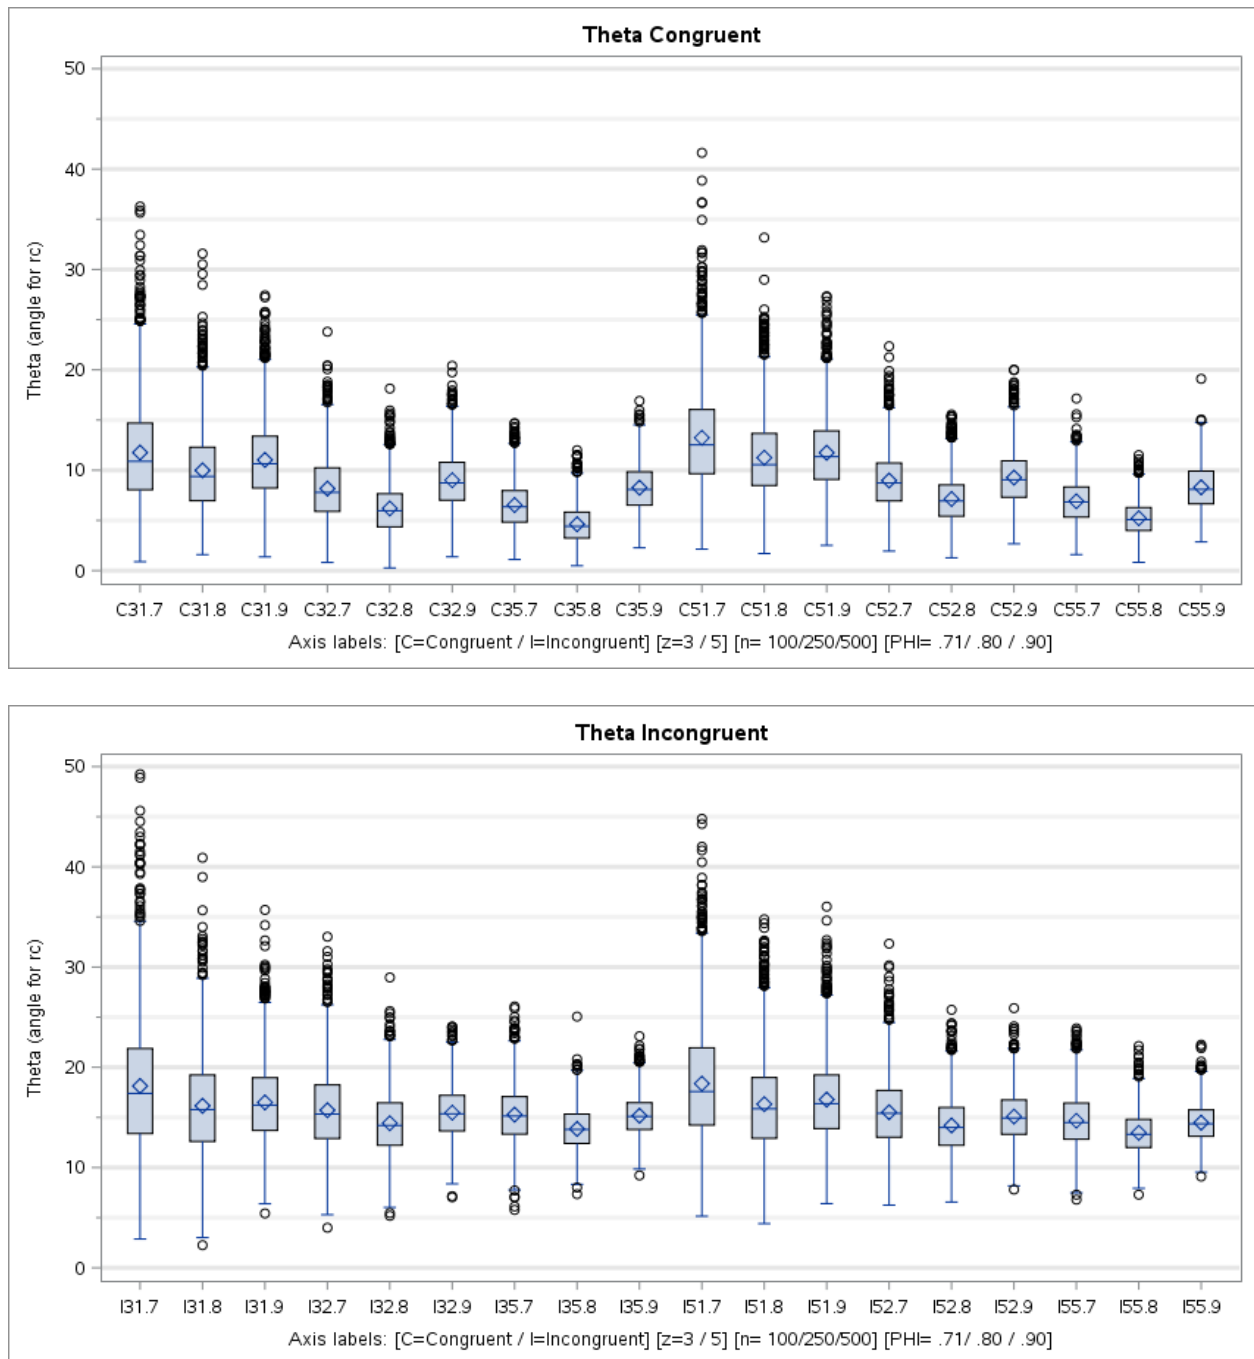 Theta Congruent
50
40
30
20
10
0
Theta (angle for rc)
C31.7 C31.8 C31.9 C32.7 C32.8 C32.9 C35.7 C35.8 C35.9 C51.7 C51.8 C51.9 C52.7 C52.8 C52.9 C55.7 C55.8 C55.9
Axis labels: [C=Congruent / I=Incongruent] [z=3 / 5] [n= 100/250/500] [PHI= .71/ .80 / .90]
Theta Incongruent
50
40
30
20
10
0
Theta (angle for rc)
I31.7 I31.8 I31.9 I32.7 I32.8 I32.9 I35.7 I35.8 I35.9 I51.7 I51.8 I51.9 I52.7 I52.8 I52.9 I55.7 I55.8 I55.9
Axis labels: [C=Congruent / I=Incongruent] [z=3 / 5] [n= 100/250/500] [PHI= .71/ .80 / .90]